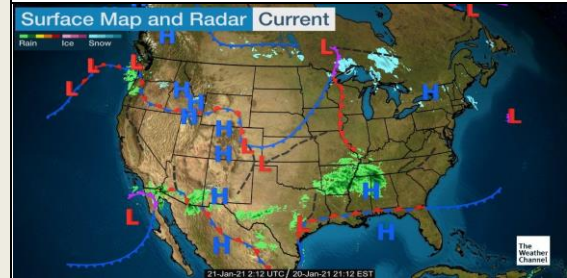 Surface Map and Radar Current
Rain Ice Snow
L
H
L
L
L
H
H
H
H
H
L
L
H
H
L
H
L
L
H
H
L
H
The
Weather
Channel
21-Jan-21 2:12 UTC / 20-Jan-21 21:12 EST